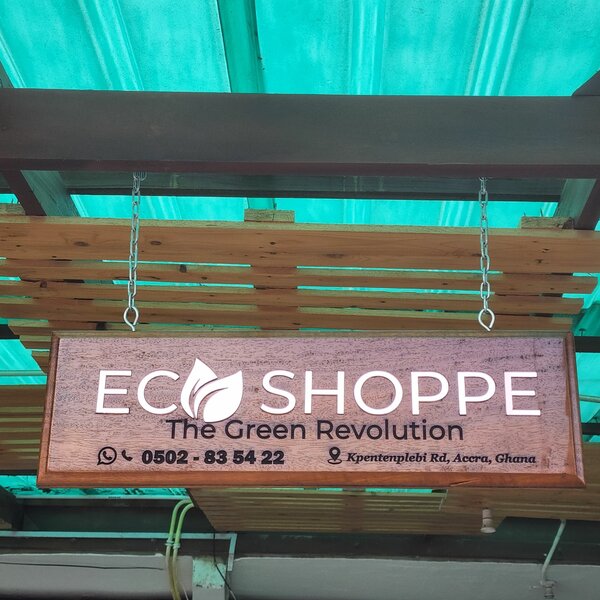 ECO SHOPPE
The Green Revolution
0502 - 83 54 22
Kpentenplebi Rd, Accra, Ghana